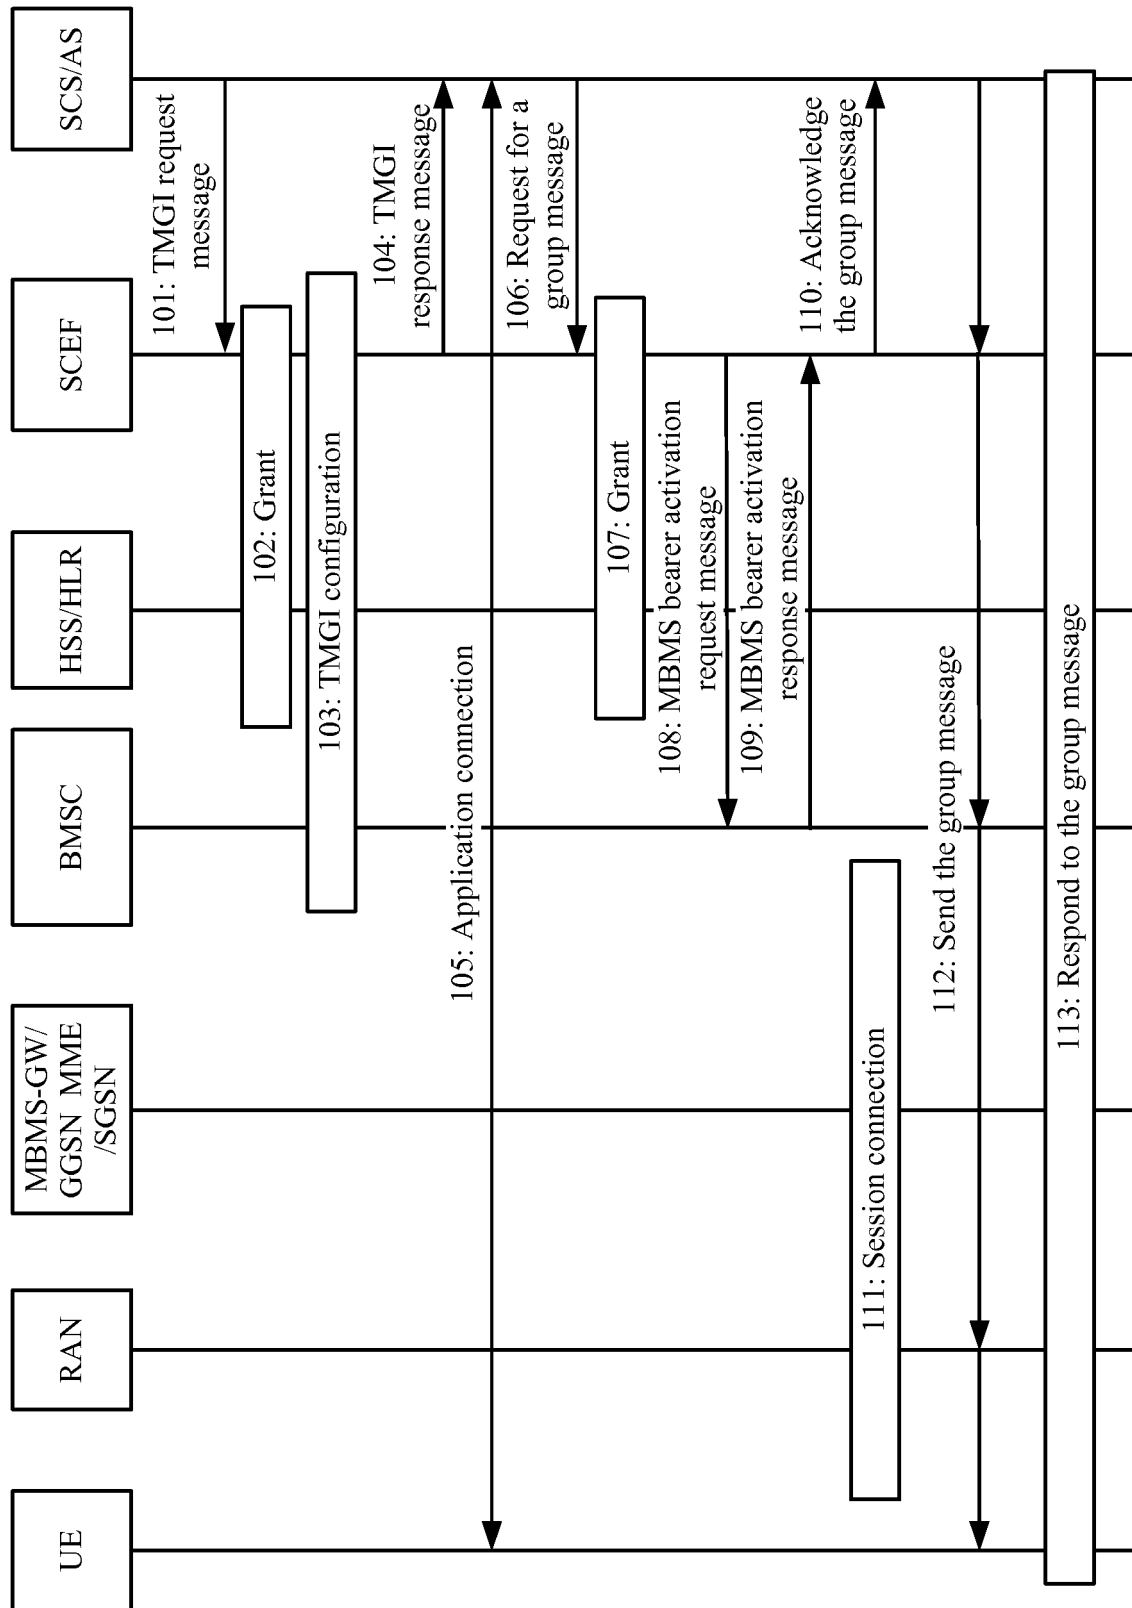 UE
RAN
MBMS-GW/
GGSN MME
/SGSN
BMSC
HSS/HLR
SCEF
SCS/AS
101: TMGI request
message
102: Grant
103: TMGI configuration
104: TMGI
response message
105: Application connection
106: Request for a
group message
107: Grant
108: MBMS bearer activation
request message
109: MBMS bearer activation
response message
110: Acknowledge
the group message
111: Session connection
112: Send the group message
113: Respond to the group message